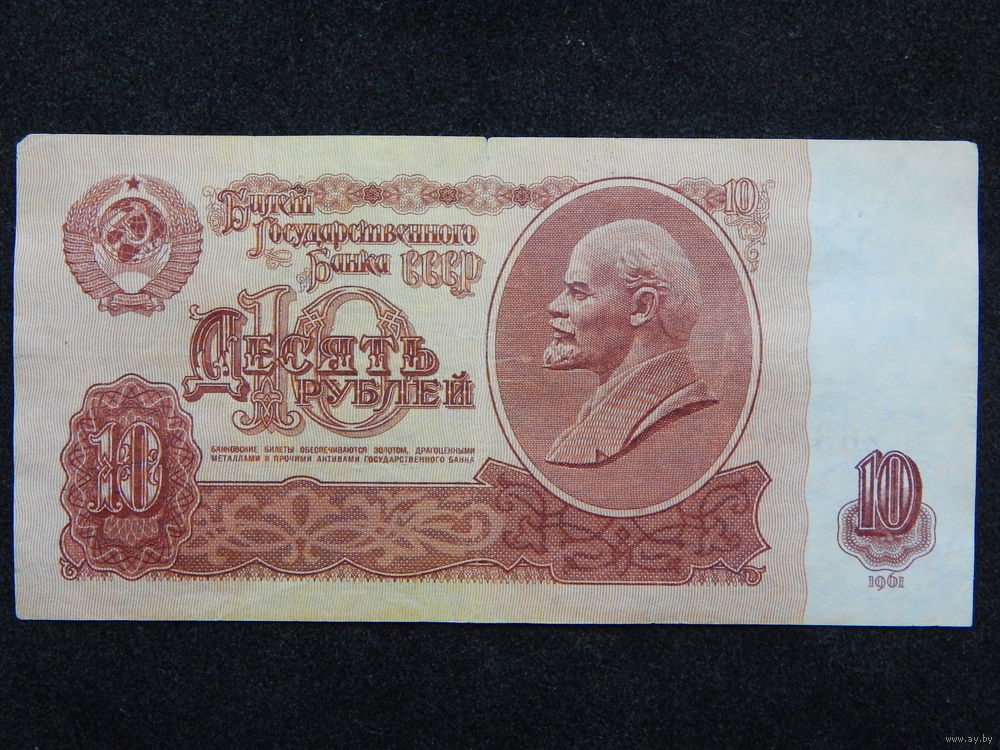 Билет
Государственного
Банка СССР
10
10
Десять
рублей
10
БАНКОВСКИЕ БИЛЕТЫ ОБЕСПЕЧИВАЮТСЯ ЗОЛОТОМ, ДРАГОЦЕННЫМИ
МЕТАЛЛАМИ И ПРОЧИМИ АКТИВАМИ ГОСУДАРСТВЕННОГО БАНКА
10
1961
www.ay.by